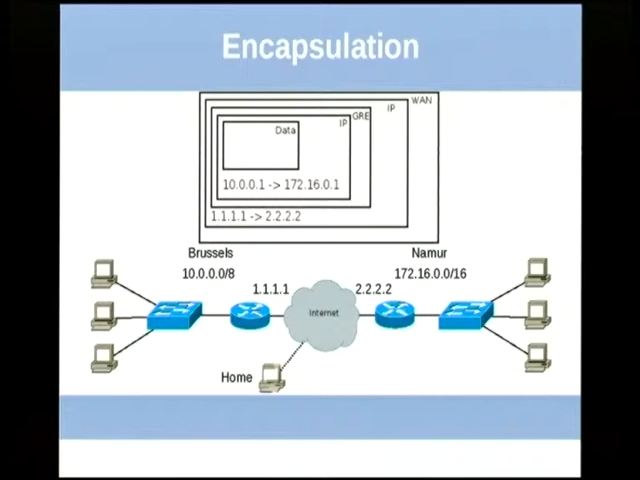 Encapsulation
WAN
IP
GRE
IP
Data
10.0.0.1 -> 172.16.0.1
1.1.1.1 -> 2.2.2.2
Brussels
Namur
10.0.0.0/8
172.16.0.0/16
1.1.1.1
2.2.2.2
Internet
Home